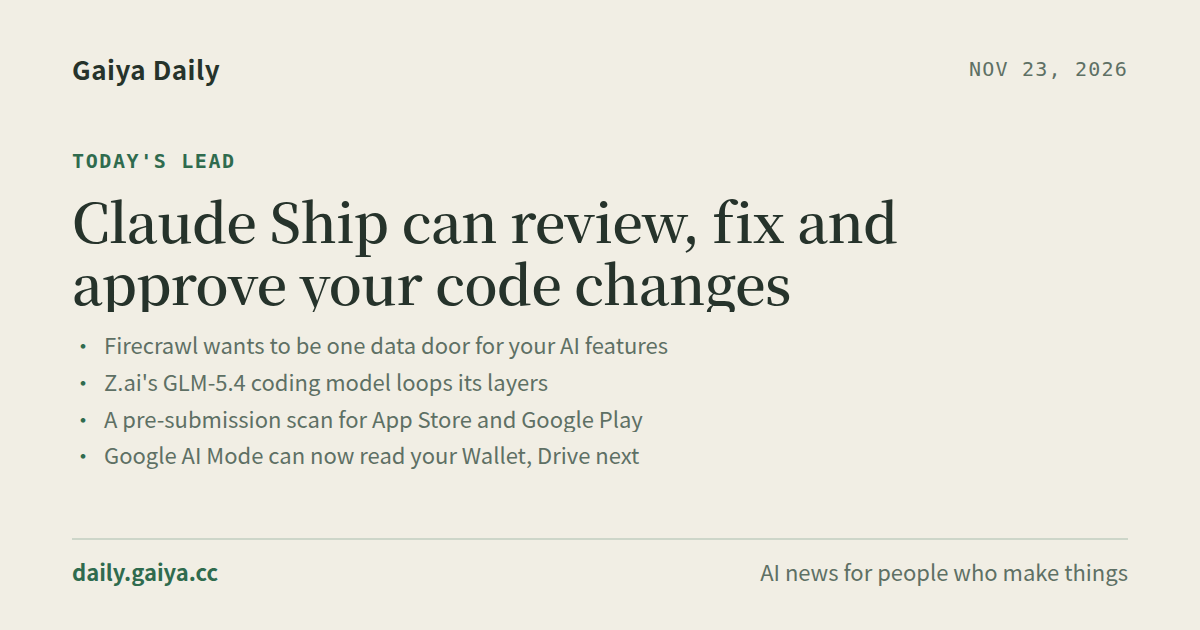 Gaiya Daily
NOV 23, 2026
TODAY'S LEAD
Claude Ship can review, fix and
approve your code changes
• Firecrawl wants to be one data door for your AI features
• Z.ai's GLM-5.4 coding model loops its layers
• A pre-submission scan for App Store and Google Play
• Google AI Mode can now read your Wallet, Drive next
daily.gaiya.cc
AI news for people who make things